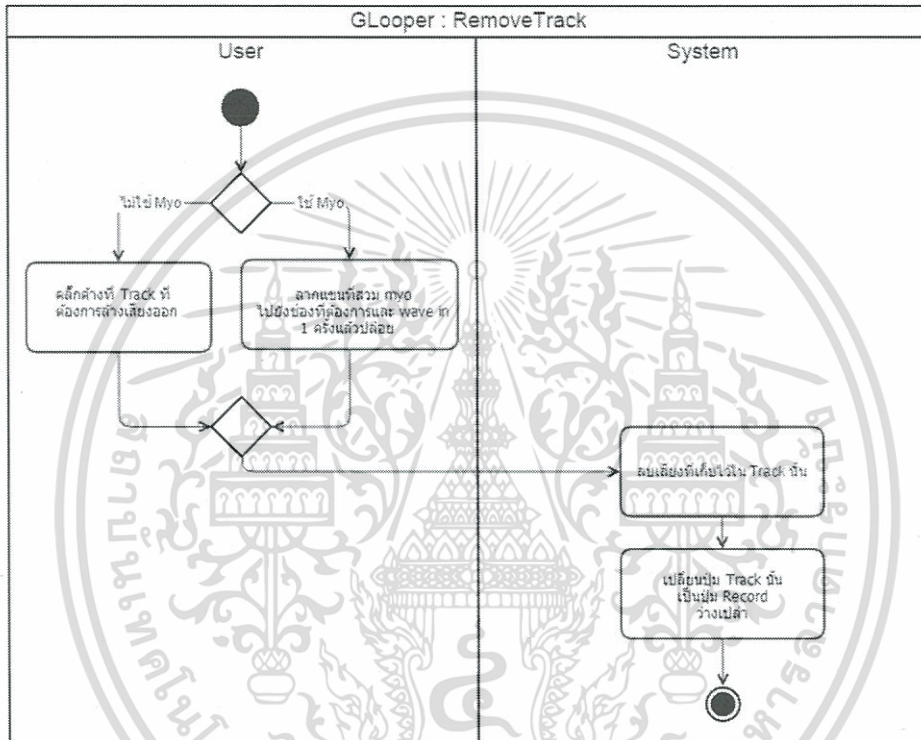 GLooper : RemoveTrack
User
System
ไม่ใช้ Myo
ใช้ Myo
คลิ๊กค้างที่ Track ที่
ต้องการล้างเสียงออก
ลากแขนที่สวม myo
ไปยังช่องที่ต้องการและ wave in
1 ครั้งแล้วปล่อย
ลบเสียงที่เก็บไว้ใน Track นั้น
เปลี่ยนปุ่ม Track นั้น
เป็นปุ่ม Record
ว่างเปล่า